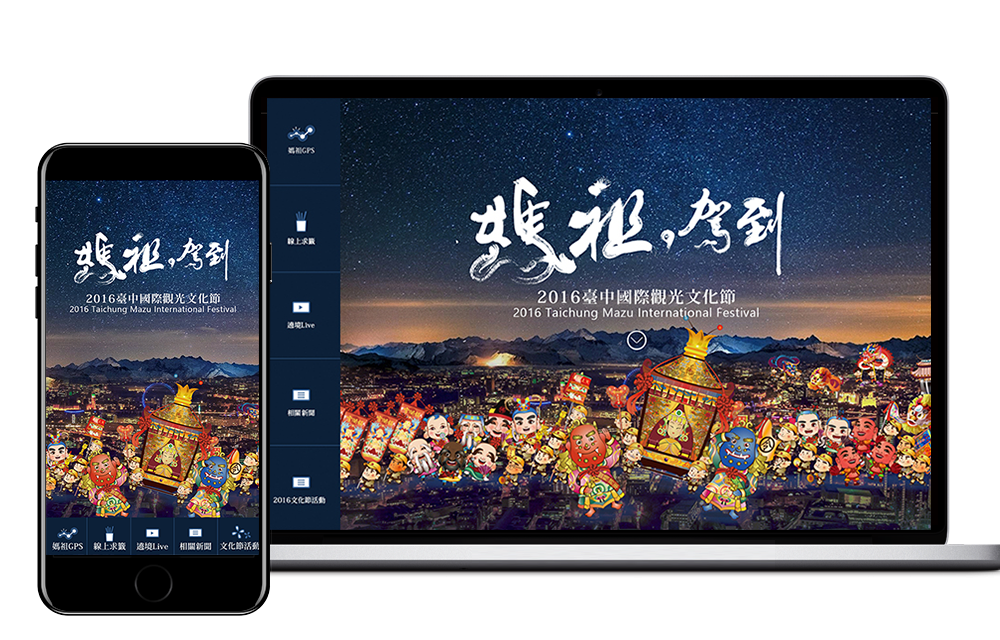 媽祖,駕到
2016臺中國際觀光文化節
2016 Taichung Mazu International Festival
媽祖GPS
線上求籤
遶境Live
相關新聞
文化節活動
媽祖GPS
線上求籤
遶境Live
相關新聞
2016文化節活動
媽祖,駕到
2016臺中國際觀光文化節
2016 Taichung Mazu International Festival